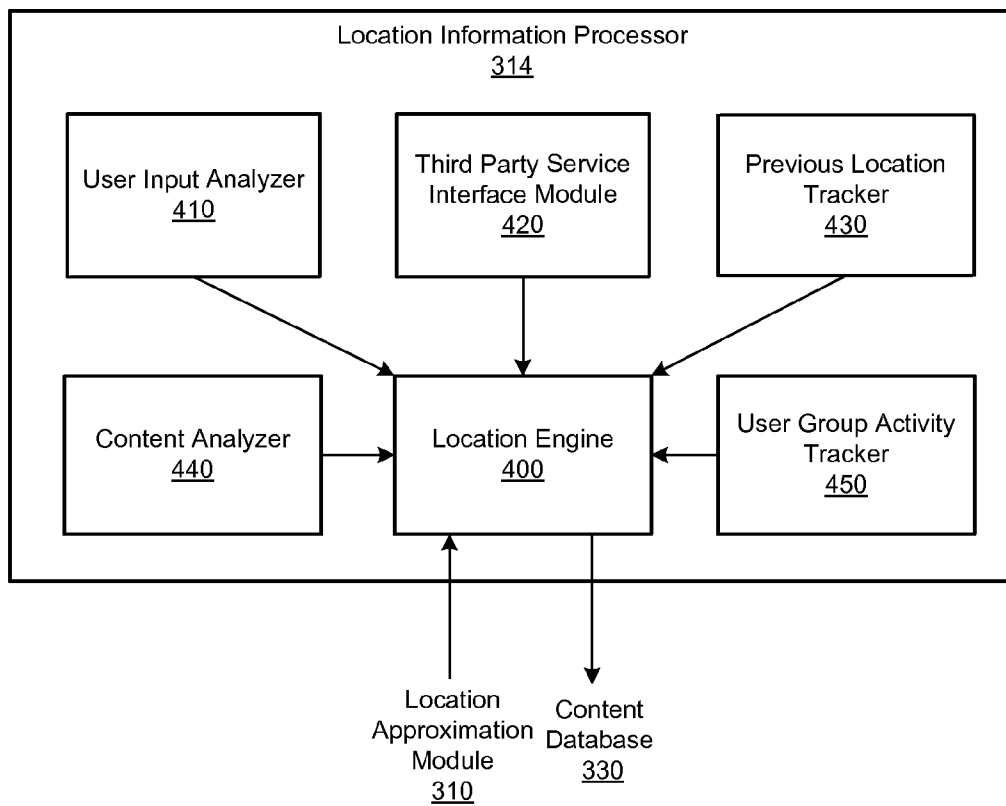 Location Information Processor
314
User Input Analyzer
410
Third Party Service
Interface Module
420
Previous Location
Tracker
430
Content Analyzer
440
Location Engine
400
User Group Activity
Tracker
450
Location
Approximation
Module
310
Content
Database
330